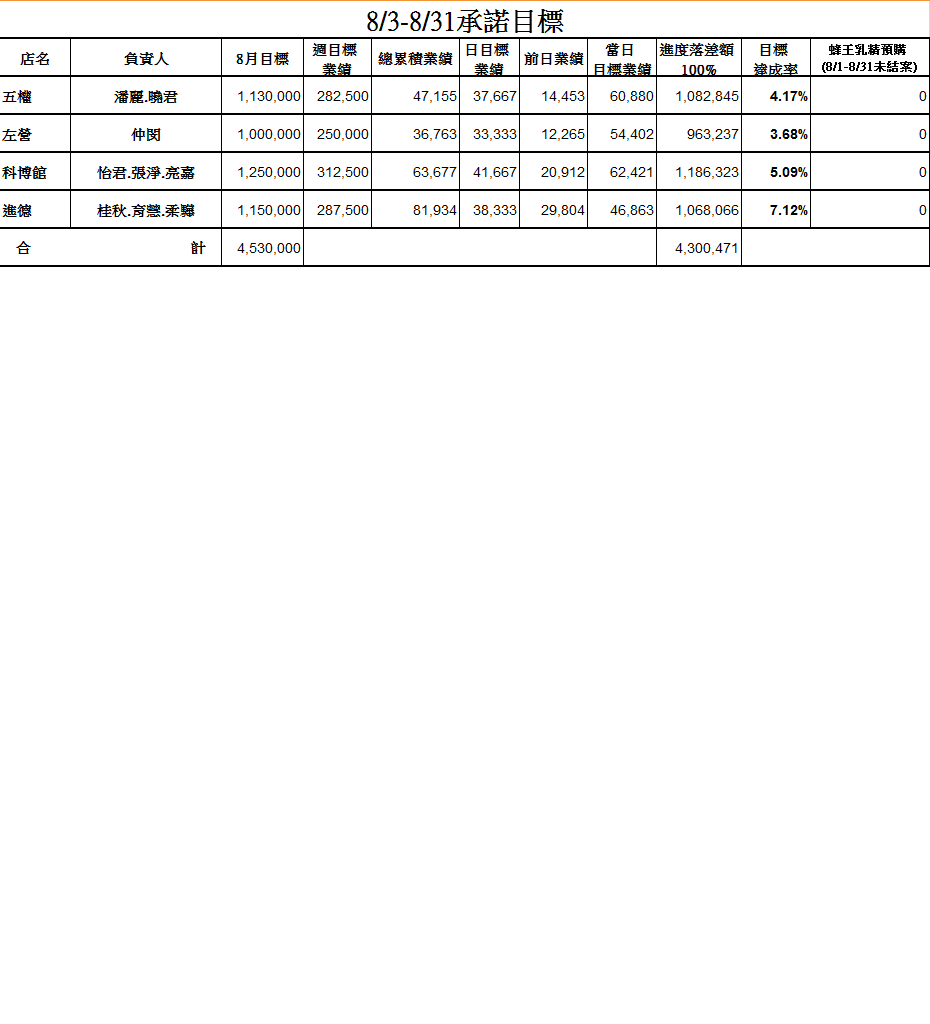 8/3-8/31承諾目標
店名 負責人 8月目標 週目標業績 總累積業績 日目標業績 前日業績 當日目標業績 進度落差額100% 目標達成率 蜂王乳精預購(8/1-8/31未結案)
五權 潘麗.曉君 1,130,000 282,500 47,155 37,667 14,453 60,880 1,082,845 4.17% 0
左營 仲閔 1,000,000 250,000 36,763 33,333 12,265 54,402 963,237 3.68% 0
科博館 怡君.張淨.亮嘉 1,250,000 312,500 63,677 41,667 20,912 62,421 1,186,323 5.09% 0
進德 桂秋.育慧.柔驊 1,150,000 287,500 81,934 38,333 29,804 46,863 1,068,066 7.12% 0
合 計 4,530,000 4,300,471